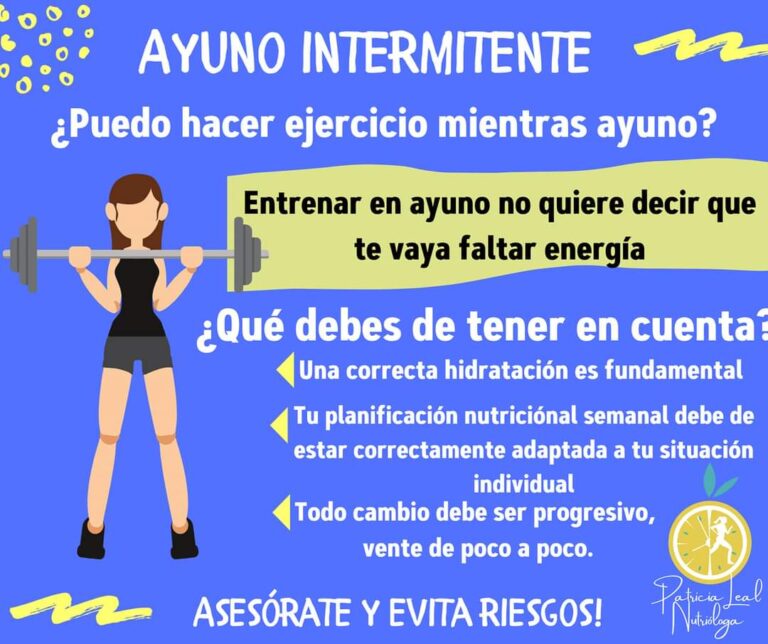 AYUNO INTERMITENTE
¿Puedo hacer ejercicio mientras ayuno?
Entrenar en ayuno no quiere decir que
te vaya faltar energía
¿Qué debes de tener en cuenta?
Una correcta hidratación es fundamental
Tu planificación nutriciónal semanal debe de
estar correctamente adaptada a tu situación
individual
Todo cambio debe ser progresivo,
vente de poco a poco.
Patricia Leal
Nutrióloga
ASESÓRATE Y EVITA RIESGOS!